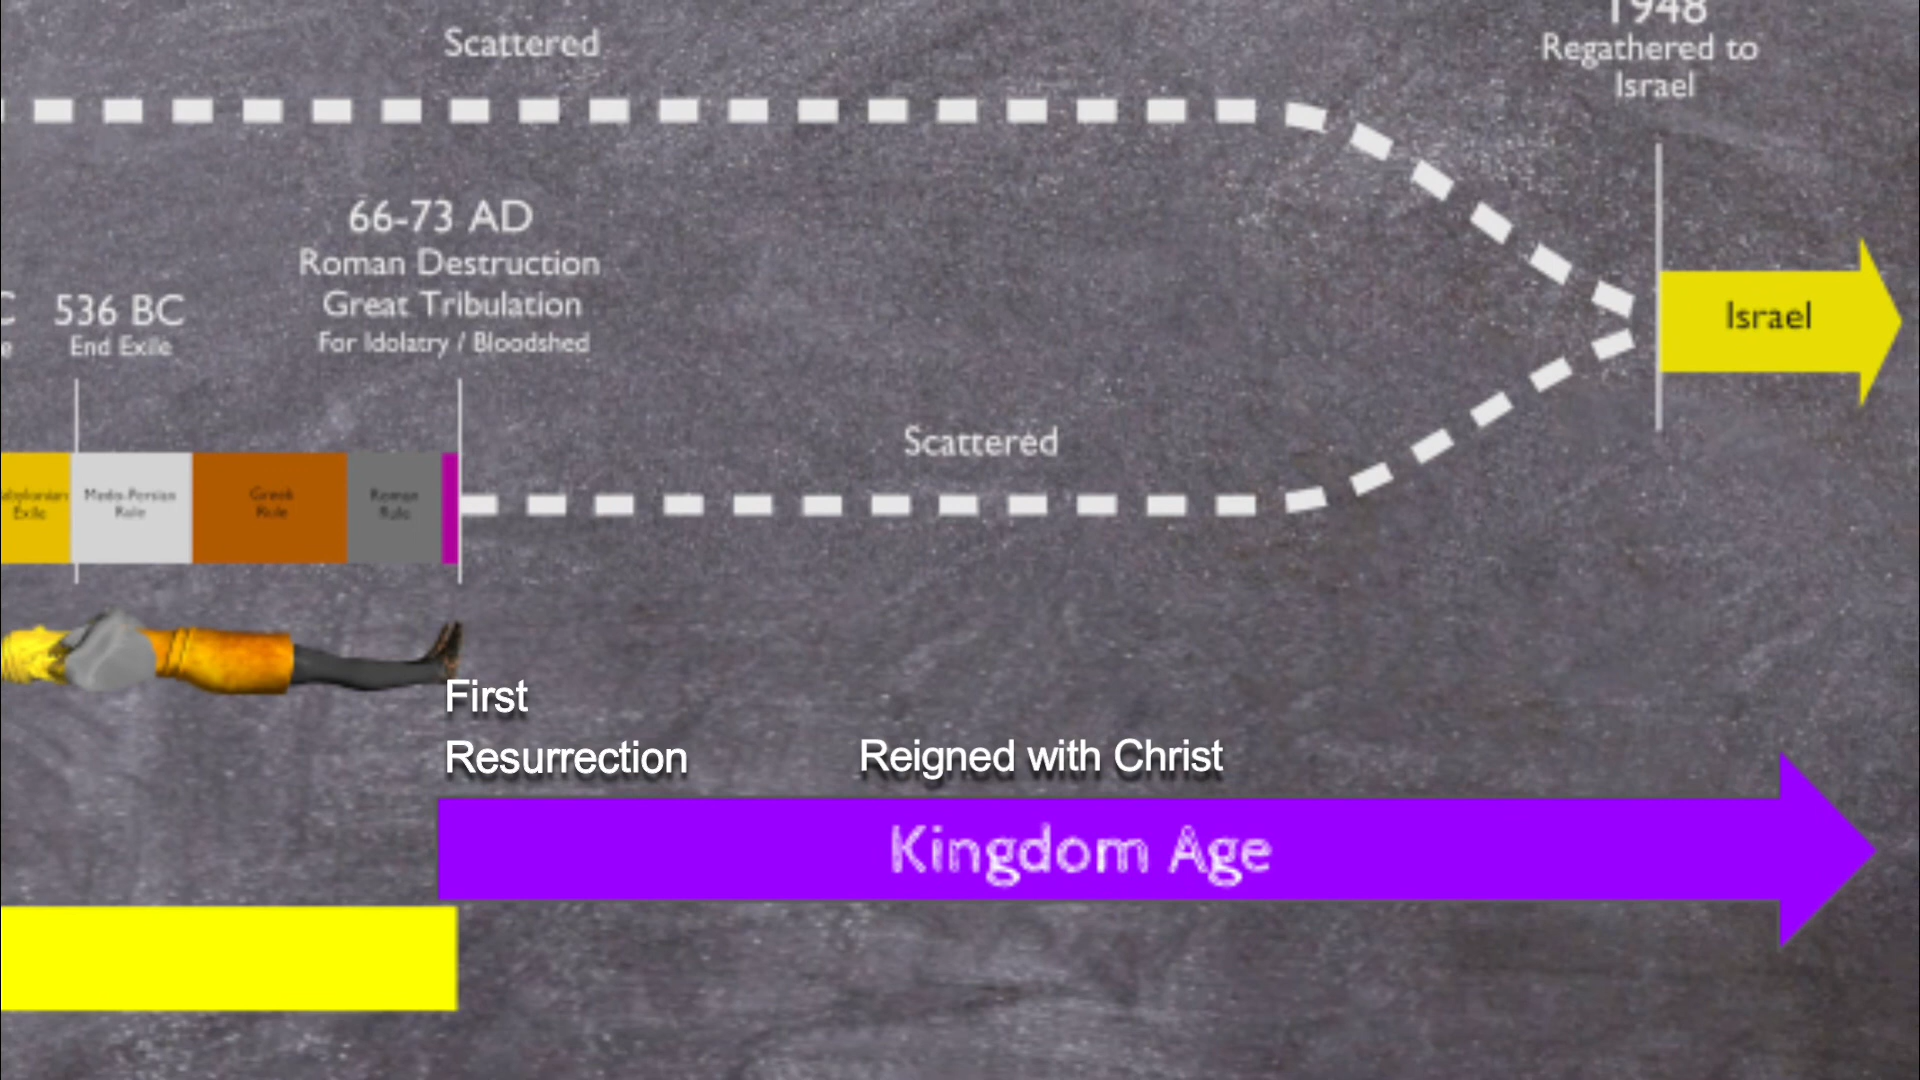 Scattered
1948
Regathered to
Israel
66-73 AD
Roman Destruction
Great Tribulation
For Idolatry / Bloodshed
536 BC
End Exile
Israel
Scattered
Exile
Medo-Persian
Rule
Greek
Rule
Roman
Rule
First
Resurrection
Reigned with Christ
Kingdom Age